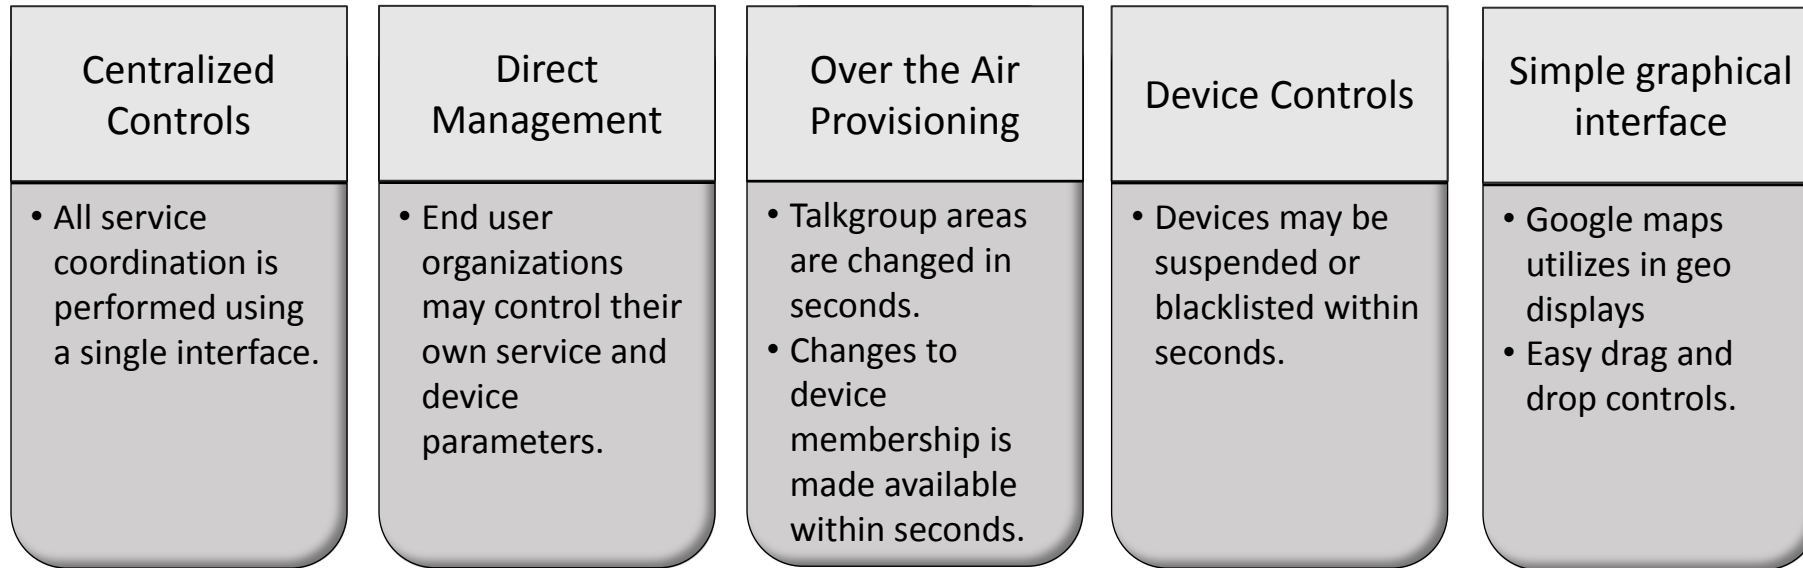 Centralized
Controls
• All service
coordination is
performed using
a single interface.
Direct
Management
• End user
organizations
may control their
own service and
device
parameters.
Over the Air
Provisioning
• Talkgroup areas
are changed in
seconds.
• Changes to
device
membership is
made available
within seconds.
Device Controls
• Devices may be
suspended or
blacklisted within
seconds.
Simple graphical
interface
• Google maps
utilizes in geo
displays
• Easy drag and
drop controls.